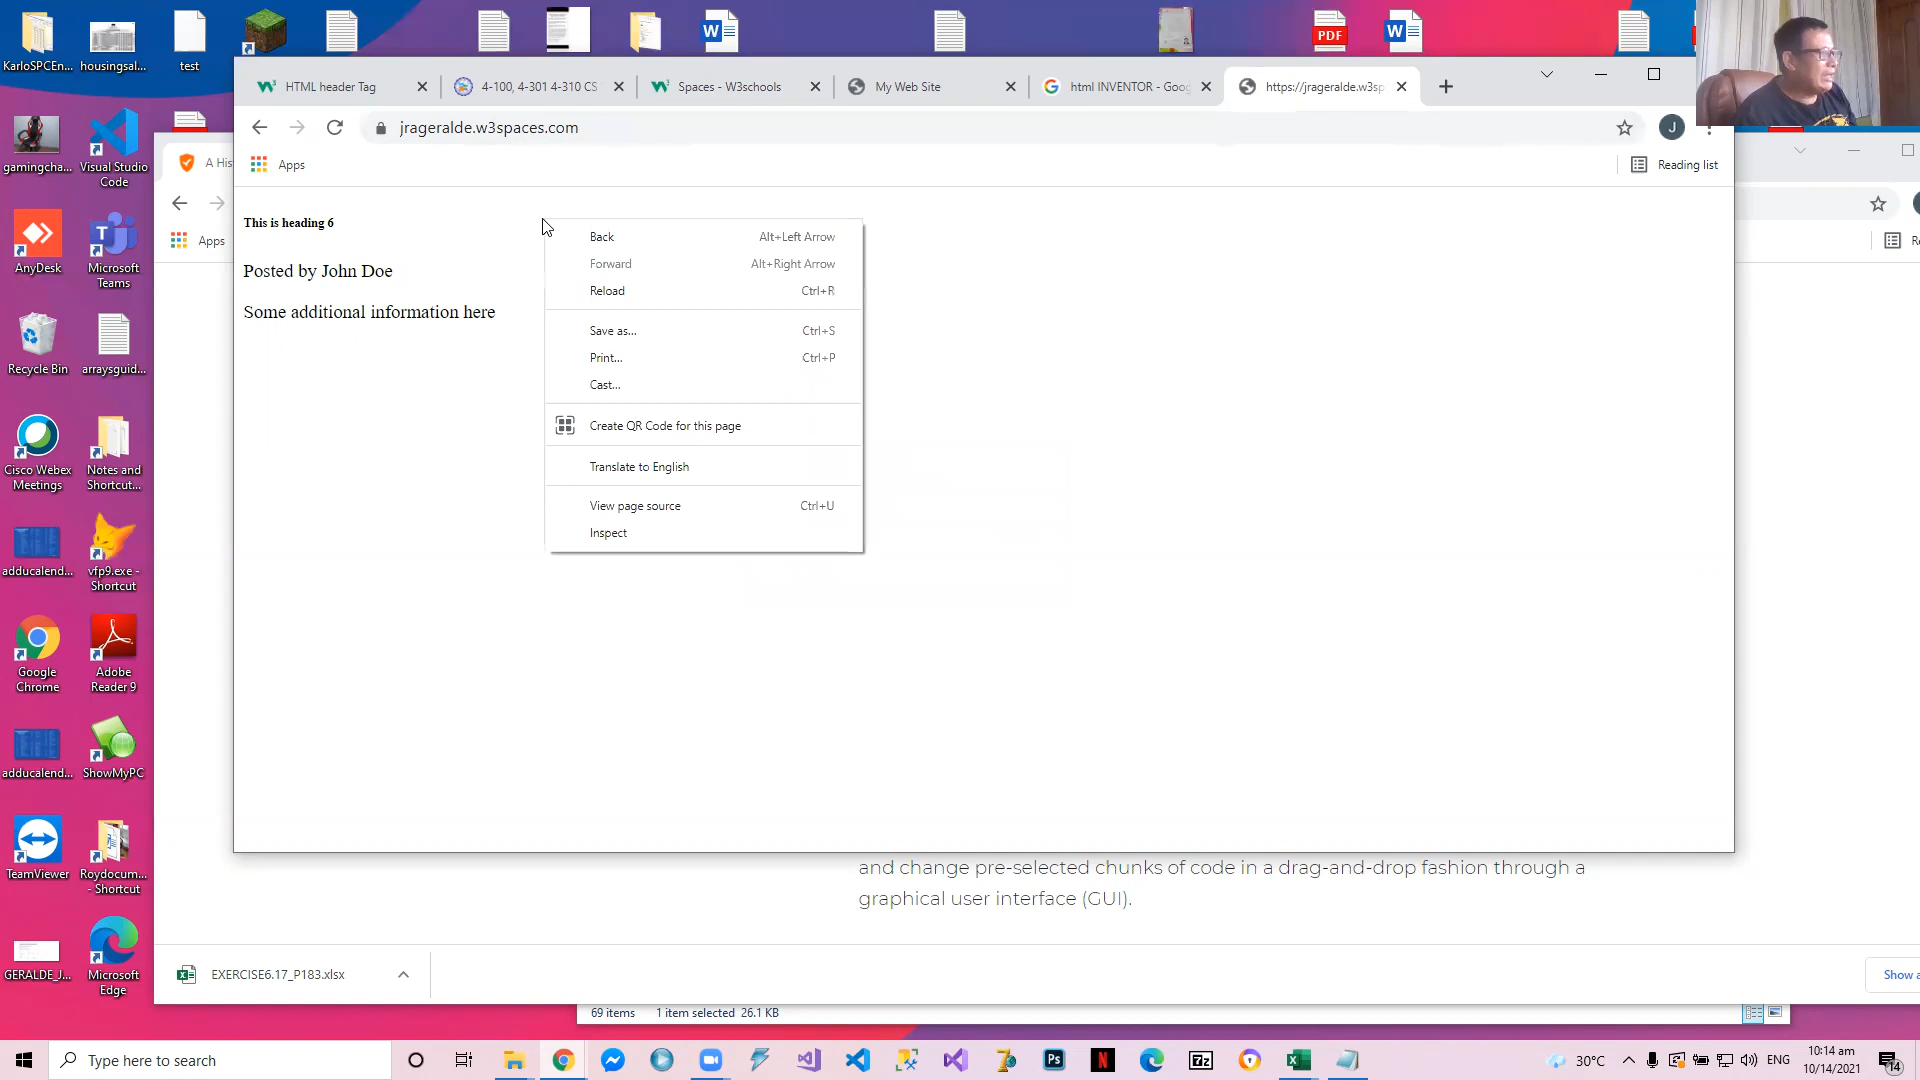 KarloSPCEn...
housingsal...
test
HTML header Tag
4-100, 4-301 4-310 CS
Spaces - W3schools
My Web Site
html INVENTOR - Goog
https://jrageralde.w3sp
jrageralde.w3spaces.com
J
Apps
Reading list
A His
Apps
This is heading 6
Posted by John Doe
Some additional information here
Back Alt+Left Arrow
Forward Alt+Right Arrow
Reload Ctrl+R
Save as... Ctrl+S
Print... Ctrl+P
Cast...
Create QR Code for this page
Translate to English
View page source Ctrl+U
Inspect
gamingcha...
Visual Studio
Code
AnyDesk
Microsoft
Teams
Recycle Bin
arraysguid...
Cisco Webex
Meetings
Notes and
Shortcut...
adducalend...
vfp9.exe -
Shortcut
Google
Chrome
Adobe
Reader 9
adducalend...
ShowMyPC
TeamViewer
Roydocum...
- Shortcut
GERALDE_J...
Microsoft
Edge
PDF
and change pre-selected chunks of code in a drag-and-drop fashion through a
graphical user interface (GUI).
EXERCISE6.17_P183.xlsx
Show a
69 items 1 item selected 26.1 KB
Type here to search
30°C
ENG
10:14 am
10/14/2021
14